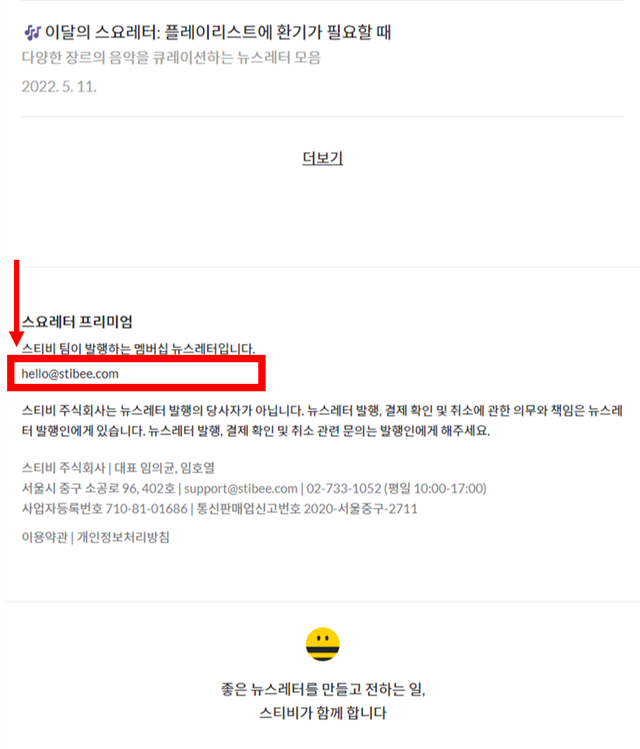 🎶 이달의 스요레터: 플레이리스트에 환기가 필요할 때
다양한 장르의 음악을 큐레이션하는 뉴스레터 모음
2022. 5. 11.
더보기
스요레터 프리미엄
스티비 팀이 발행하는 멤버십 뉴스레터입니다.
hello@stibee.com
스티비 주식회사는 뉴스레터 발행의 당사자가 아닙니다. 뉴스레터 발행, 결제 확인 및 취소에 관한 의무와 책임은 뉴스레
터 발행인에게 있습니다. 뉴스레터 발행, 결제 확인 및 취소 관련 문의는 발행인에게 해주세요.
스티비 주식회사 | 대표 임의균, 임호열
서울시 중구 소공로 96, 402호 | support@stibee.com | 02-733-1052 (평일 10:00-17:00)
사업자등록번호 710-81-01686 | 통신판매업신고번호 2020-서울중구-2711
이용약관 | 개인정보처리방침
좋은 뉴스레터를 만들고 전하는 일,
스티비가 함께 합니다